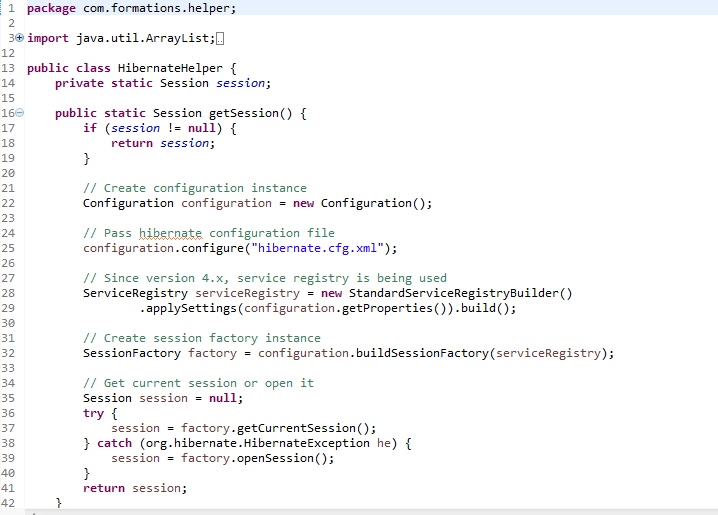 1 package com.formations.helper;
2
3 import java.util.ArrayList;
12
13 public class HibernateHelper {
14     private static Session session;
15
16     public static Session getSession() {
17         if (session != null) {
18             return session;
19         }
20
21         // Create configuration instance
22         Configuration configuration = new Configuration();
23
24         // Pass hibernate configuration file
25         configuration.configure("hibernate.cfg.xml");
26
27         // Since version 4.x, service registry is being used
28         ServiceRegistry serviceRegistry = new StandardServiceRegistryBuilder()
29                 .applySettings(configuration.getProperties()).build();
30
31         // Create session factory instance
32         SessionFactory factory = configuration.buildSessionFactory(serviceRegistry);
33
34         // Get current session or open it
35         Session session = null;
36         try {
37             session = factory.getCurrentSession();
38         } catch (org.hibernate.HibernateException he) {
39             session = factory.openSession();
40         }
41         return session;
42     }